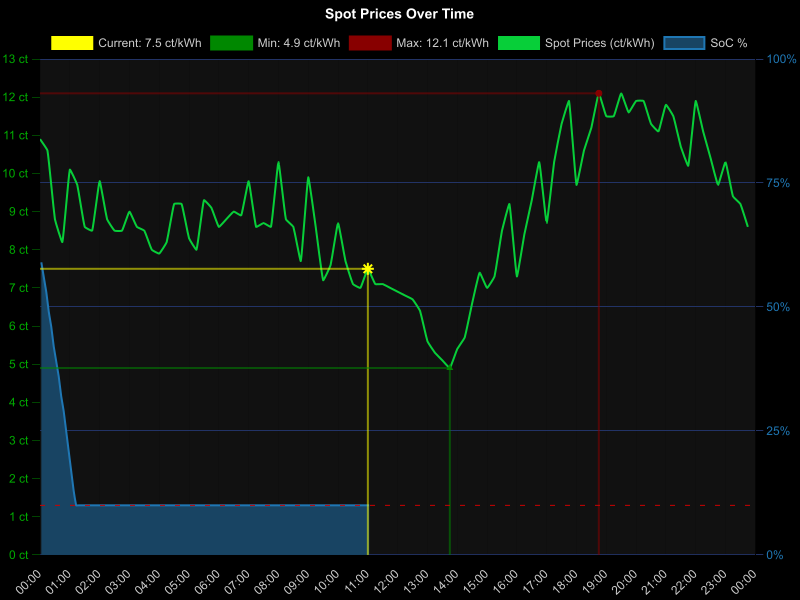 Spot Prices Over Time
Current: 7.5 ct/kWh Min: 4.9 ct/kWh Max: 12.1 ct/kWh Spot Prices (ct/kWh) SoC %
13 ct 100%
12 ct
11 ct
10 ct 75%
9 ct
8 ct
7 ct 50%
6 ct
5 ct
4 ct
3 ct 25%
2 ct
1 ct
0 ct 0%
00:00 01:00 02:00 03:00 04:00 05:00 06:00 07:00 08:00 09:00 10:00 11:00 12:00 13:00 14:00 15:00 16:00 17:00 18:00 19:00 20:00 21:00 22:00 23:00 00:00